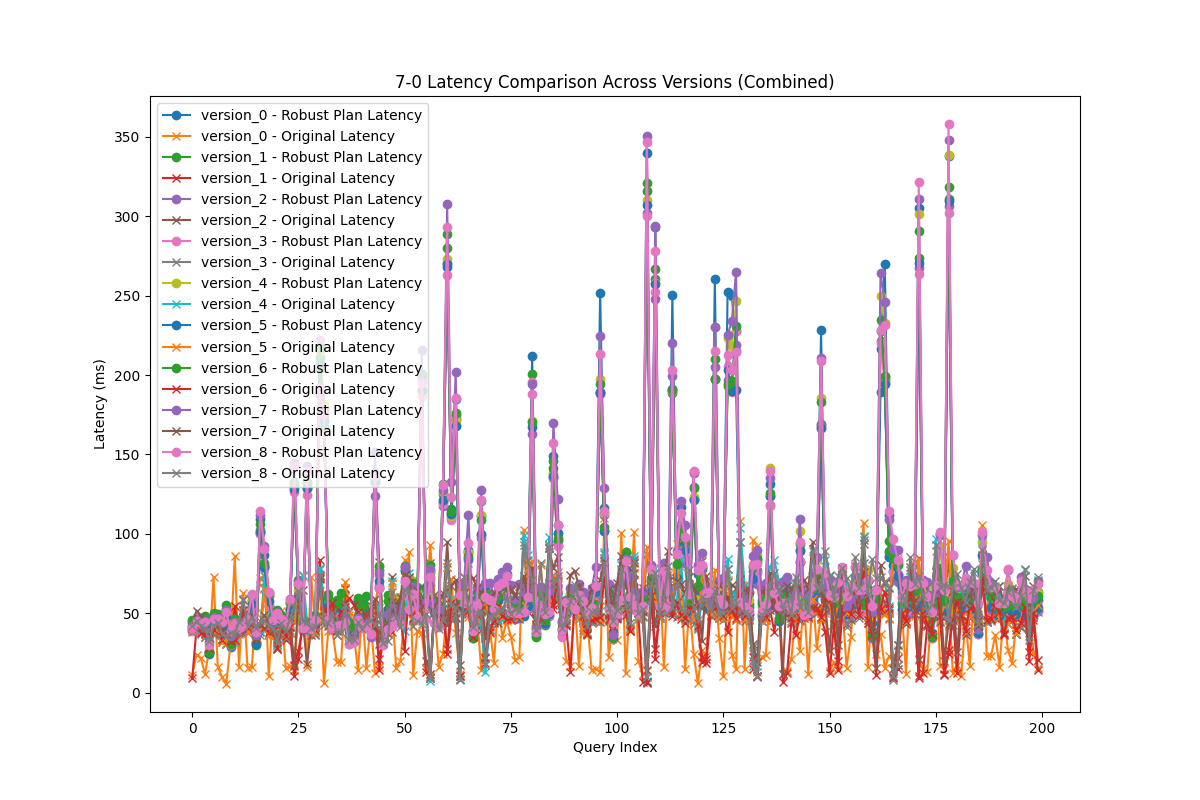 7-0 Latency Comparison Across Versions (Combined)
version_0 - Robust Plan Latency
version_0 - Original Latency
version_1 - Robust Plan Latency
version_1 - Original Latency
version_2 - Robust Plan Latency
version_2 - Original Latency
version_3 - Robust Plan Latency
version_3 - Original Latency
version_4 - Robust Plan Latency
version_4 - Original Latency
version_5 - Robust Plan Latency
version_5 - Original Latency
version_6 - Robust Plan Latency
version_6 - Original Latency
version_7 - Robust Plan Latency
version_7 - Original Latency
version_8 - Robust Plan Latency
version_8 - Original Latency
Latency (ms)
350
300
250
200
150
100
50
0
0 25 50 75 100 125 150 175 200
Query Index